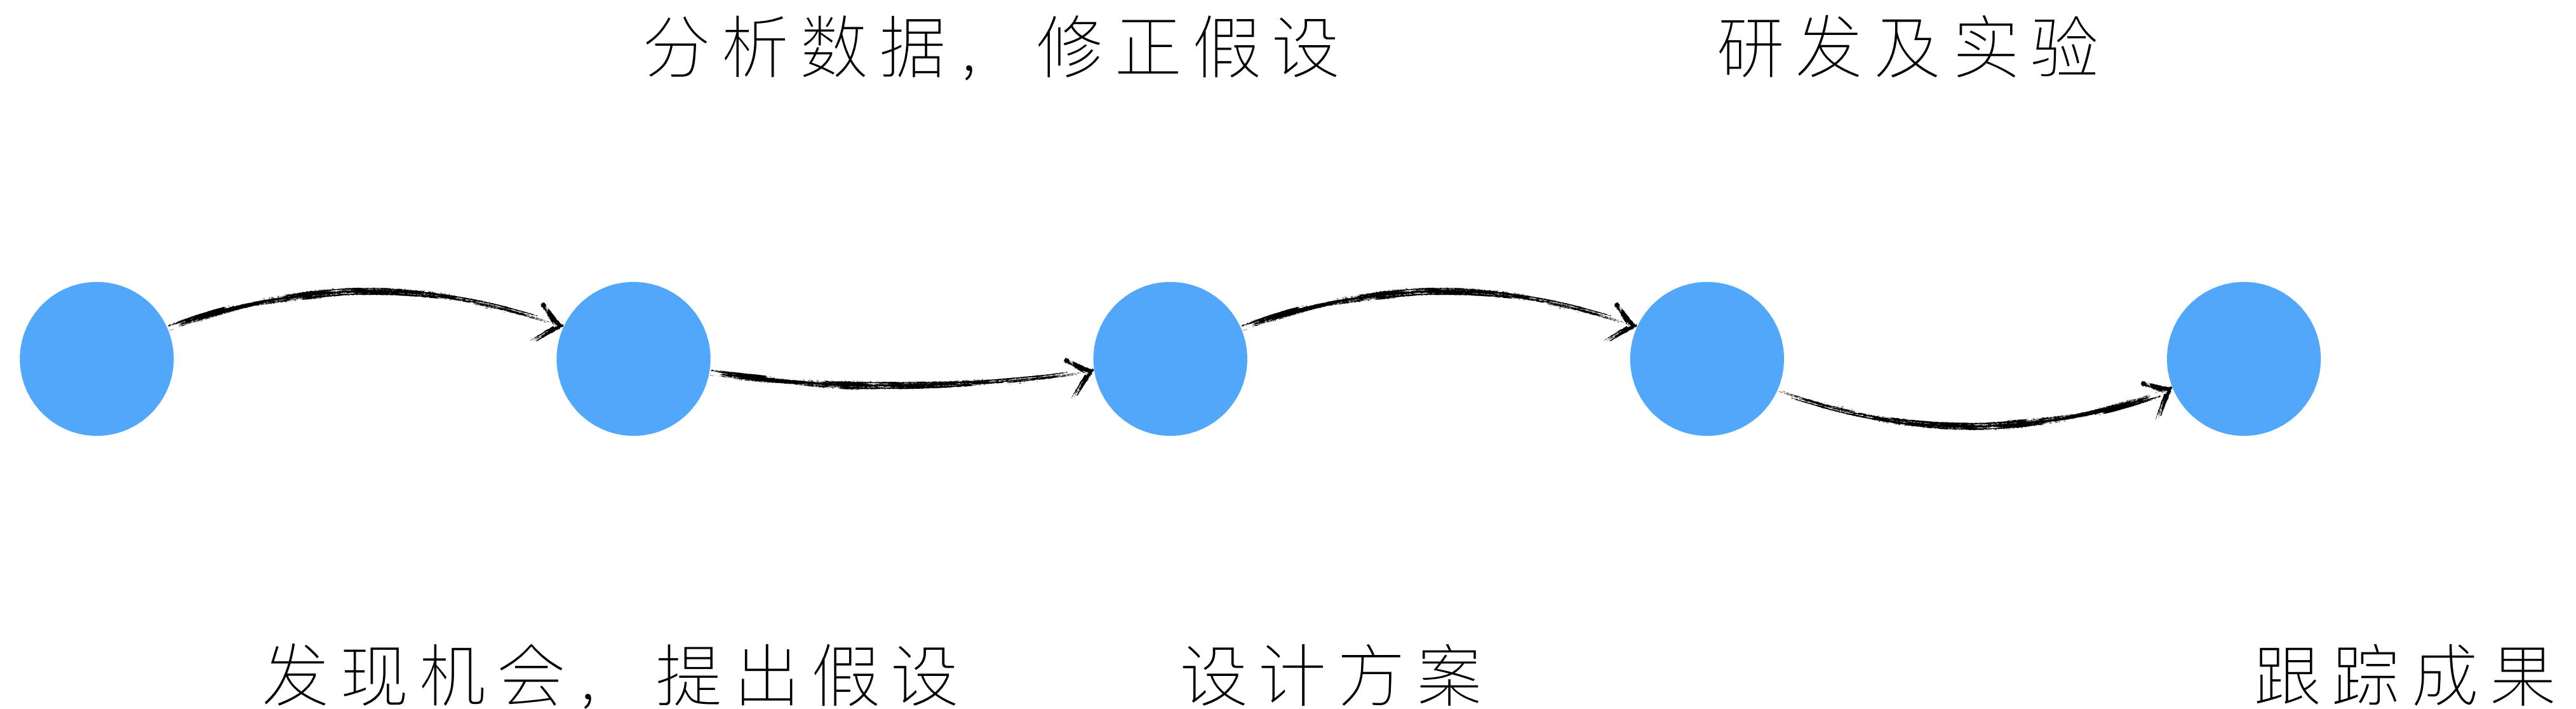 分析数据，修正假设
研发及实验
发现机会，提出假设
设计方案
跟踪成果